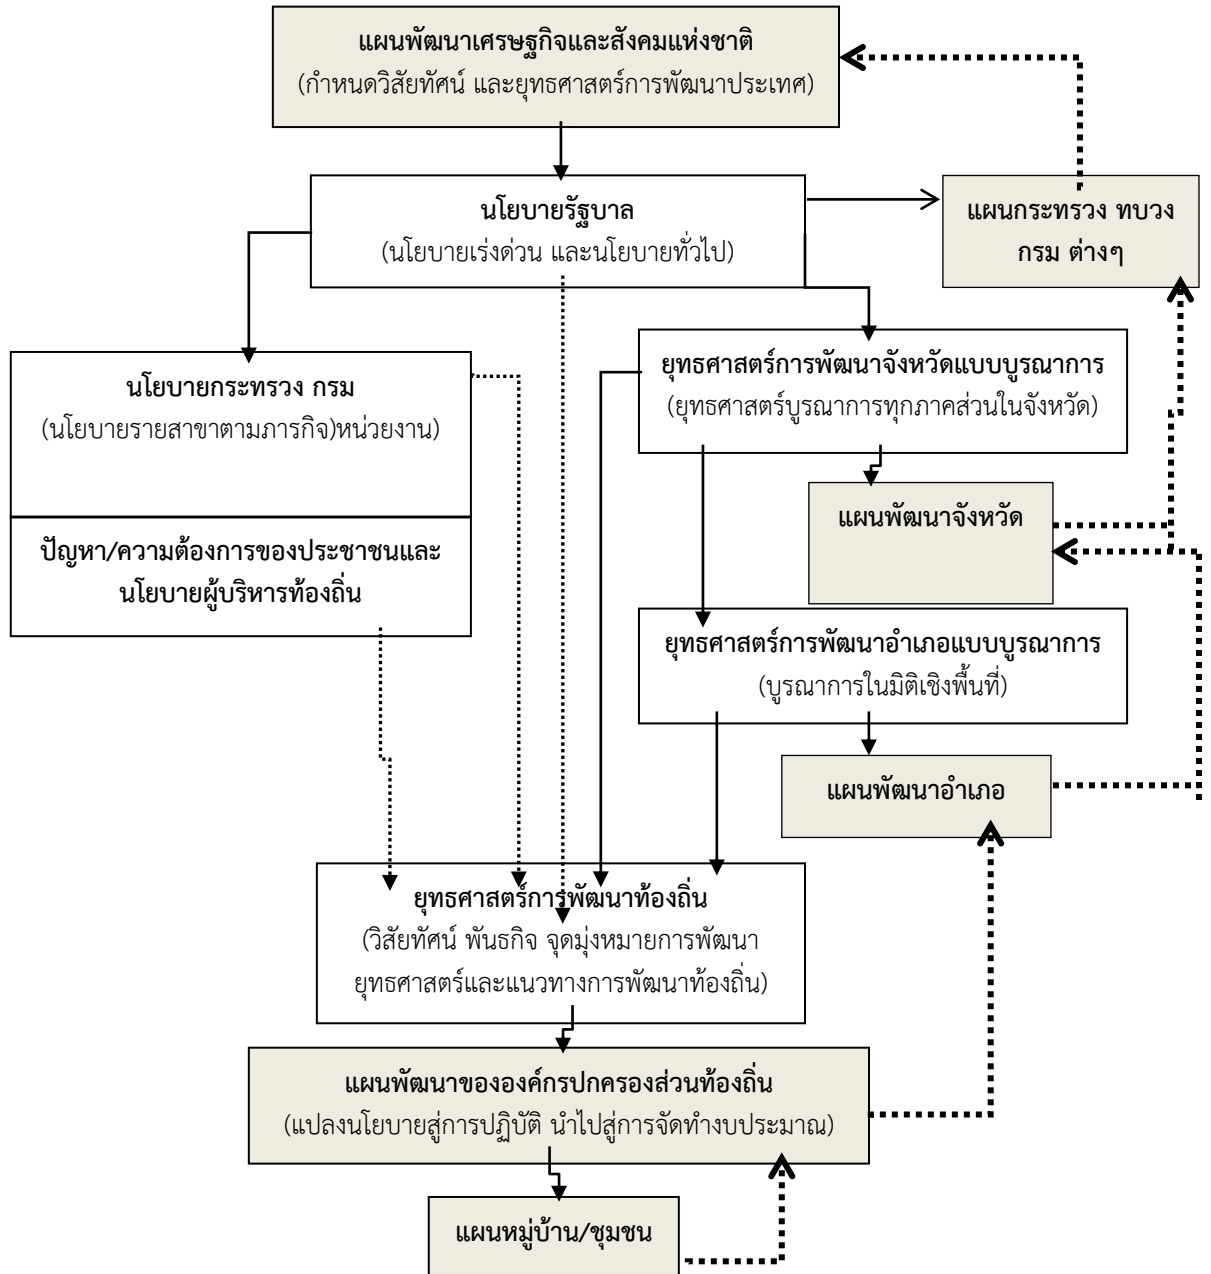 แผนพัฒนาเศรษฐกิจและสังคมแห่งชาติ
(กำหนดวิสัยทัศน์ และยุทธศาสตร์การพัฒนาประเทศ)
นโยบายรัฐบาล
(นโยบายเร่งด่วน และนโยบายทั่วไป)
แผนกระทรวง ทบวง
กรม ต่างๆ
นโยบายกระทรวง กรม
(นโยบายรายสาขาตามภารกิจ)หน่วยงาน)
ยุทธศาสตร์การพัฒนาจังหวัดแบบบูรณาการ
(ยุทธศาสตร์บูรณาการทุกภาคส่วนในจังหวัด)
แผนพัฒนาจังหวัด
ปัญหา/ความต้องการของประชาชนและ
นโยบายผู้บริหารท้องถิ่น
ยุทธศาสตร์การพัฒนาอำเภอแบบบูรณาการ
(บูรณาการในมิติเชิงพื้นที่)
แผนพัฒนาอำเภอ
ยุทธศาสตร์การพัฒนาท้องถิ่น
(วิสัยทัศน์ พันธกิจ จุดมุ่งหมายการพัฒนา
ยุทธศาสตร์และแนวทางการพัฒนาท้องถิ่น)
แผนพัฒนาขององค์กรปกครองส่วนท้องถิ่น
(แปลงนโยบายสู่การปฏิบัติ นำไปสู่การจัดทำงบประมาณ)
แผนหมู่บ้าน/ชุมชน